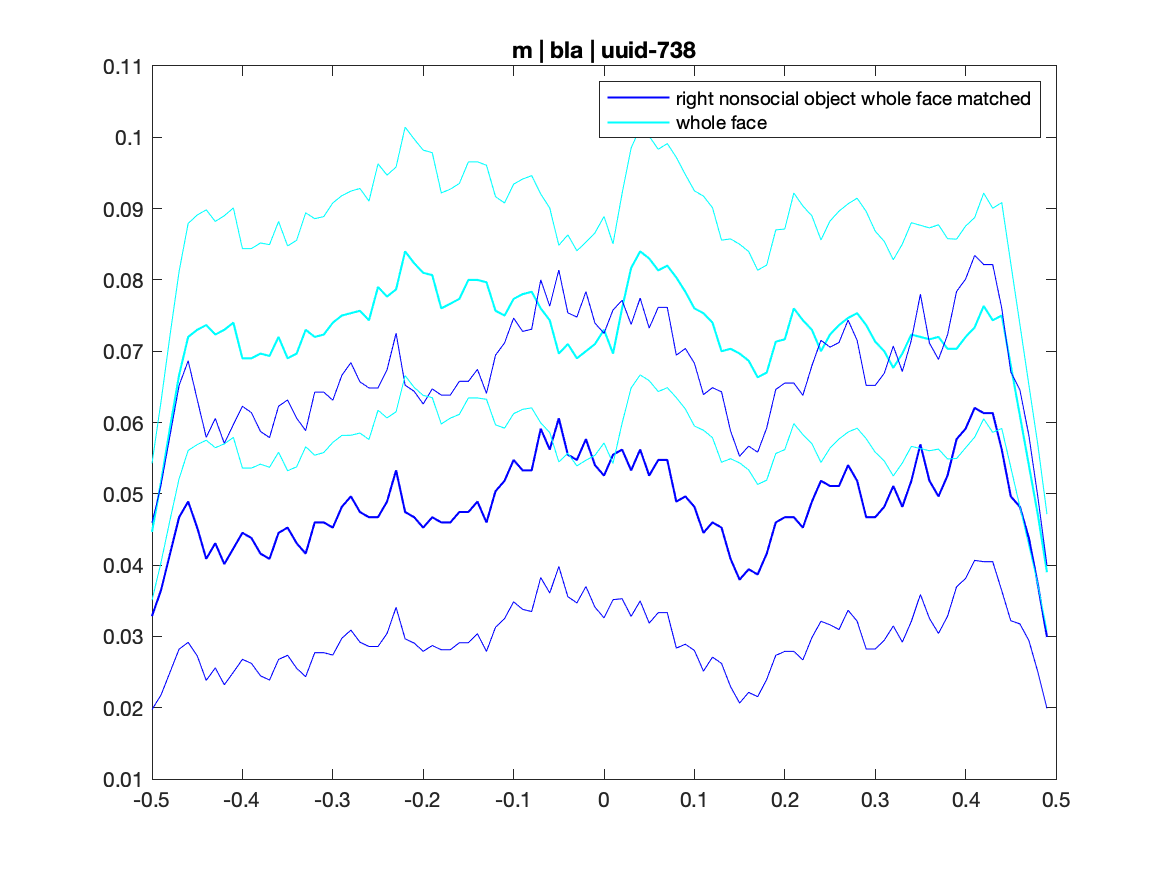 m | bla | uuid-738
right nonsocial object whole face matched
whole face
0.11
0.1
0.09
0.08
0.07
0.06
0.05
0.04
0.03
0.02
0.01
-0.5 -0.4 -0.3 -0.2 -0.1 0 0.1 0.2 0.3 0.4 0.5